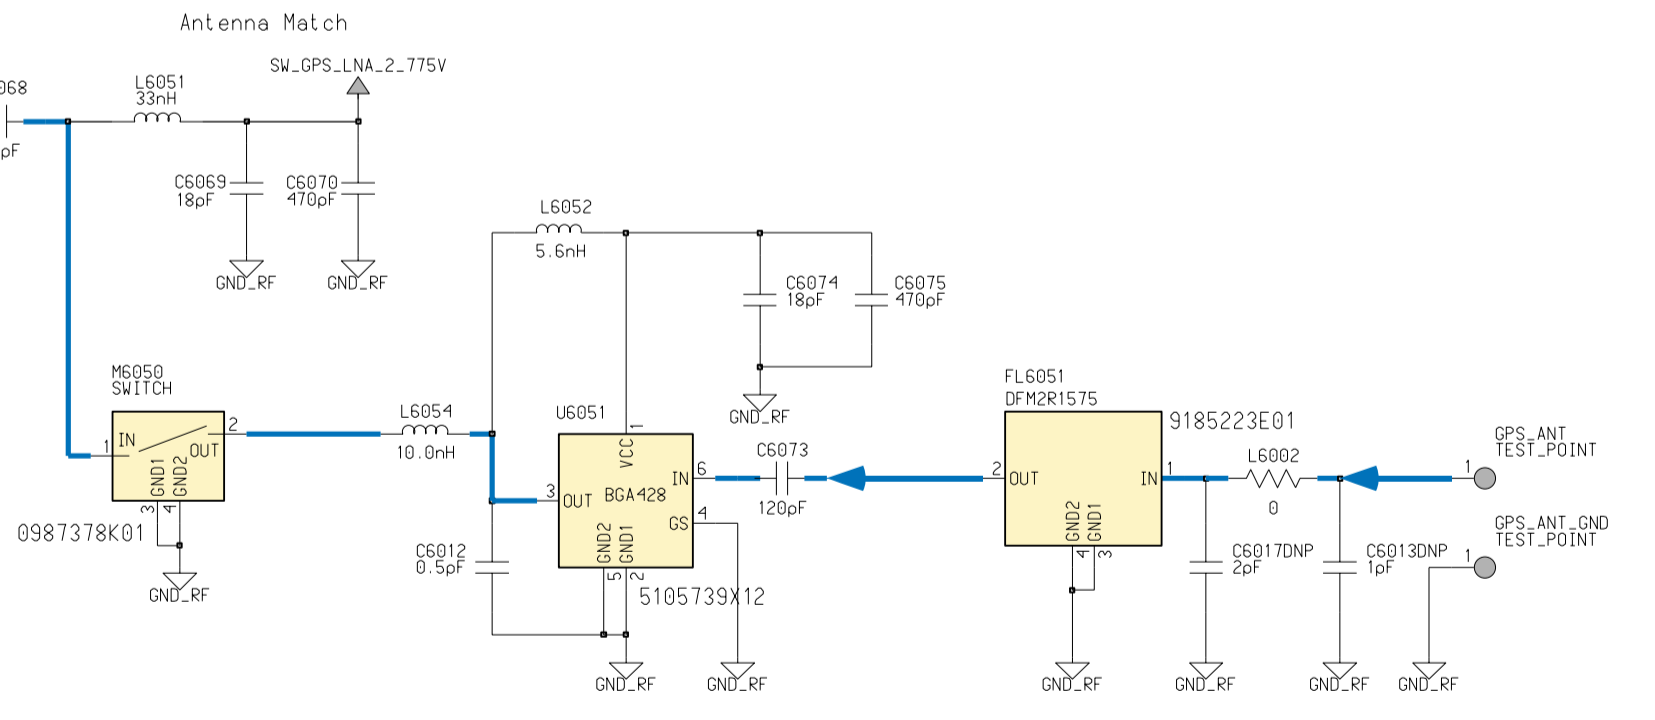 Antenna Match
SW_GPS_LNA_2_775V
068
pF
L6051
33nH
C6069
18pF
C6070
470pF
GND_RF
GND_RF
L6052
5.6nH
C6074
18pF
C6075
470pF
GND_RF
M6050
SWITCH
1
IN
2
OUT
GND1
GND2
3
4
0987378K01
GND_RF
L6054
10.0nH
C6012
0.5pF
U6051
1
VCC
3
OUT
BGA428
IN
6
GS
4
GND2
GND1
5
2
5105739X12
GND_RF
GND_RF
C6073
120pF
FL6051
DFM2R1575
9185223E01
2
OUT
IN
1
GND2
GND1
4
3
GND_RF
L6002
0
C6017DNP
2pF
GND_RF
C6013DNP
1pF
GND_RF
GPS_ANT
TEST_POINT
1
GPS_ANT_GND
TEST_POINT
1
GND_RF